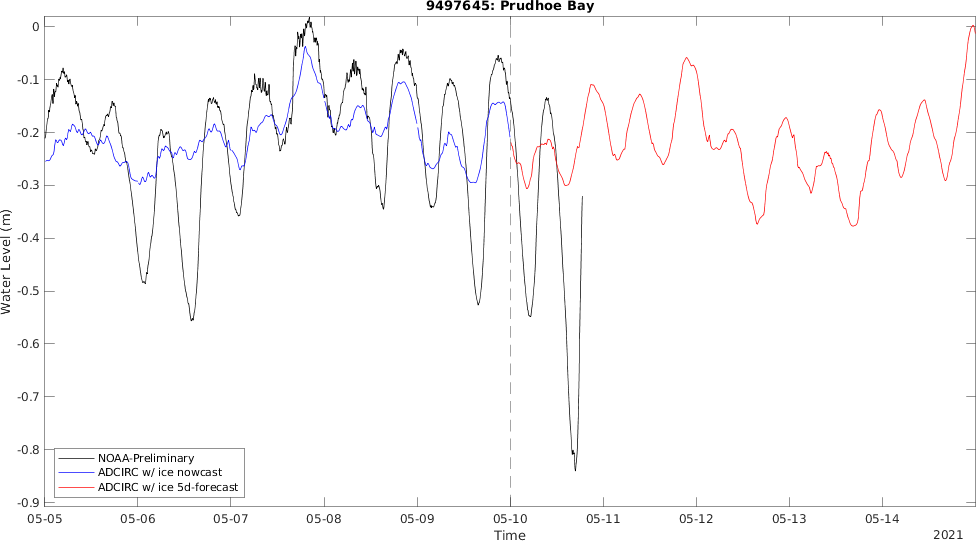 9497645: Prudhoe Bay
0
-0.1
-0.2
-0.3
-0.4
-0.5
-0.6
-0.7
-0.8
-0.9
Water Level (m)
NOAA-Preliminary
ADCIRC w/ ice nowcast
ADCIRC w/ ice 5d-forecast
05-05 05-06 05-07 05-08 05-09 05-10 05-11 05-12 05-13 05-14
Time
2021